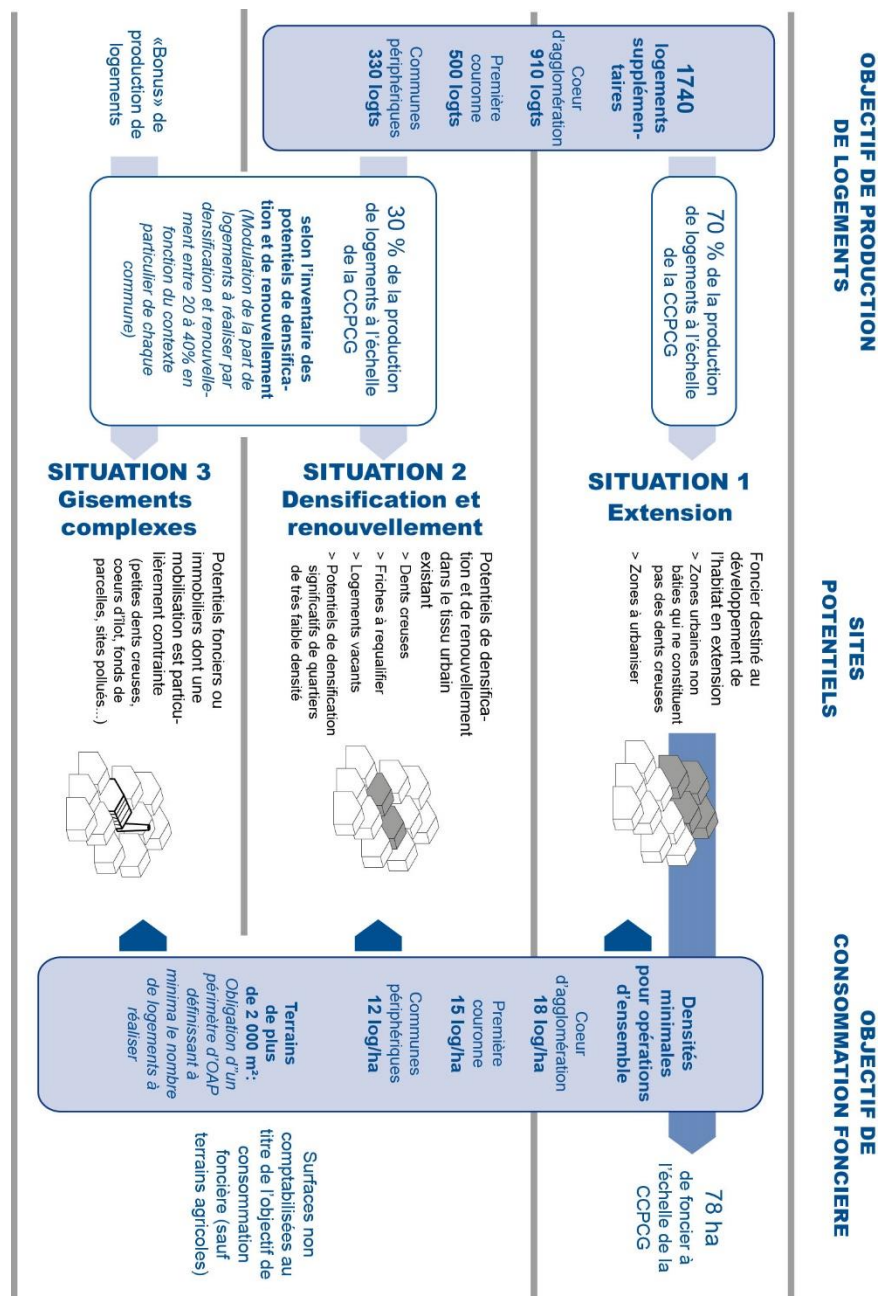 OBJECTIF DE PRODUCTION
DE LOGEMENTS
SITES
POTENTIELS
OBJECTIF DE
CONSOMMATION FONCIERE
1740
logements
supplémen-
taires
Coeur
d'agglomération
910 logts
Première
couronne
500 logts
Communes
périphériques
330 logts
«Bonus» de
production de
logements
70 % de la production
de logements à l'échelle
de la CCPCG
30 % de la production
de logements à l'échelle
de la CCPCG
selon l'inventaire des
potentiels de densifica-
tion et de renouvellement
(Modulation de la part de
logements à réaliser par
densification et renouvelle-
ment entre 20 à 40% en
fonction du contexte
particulier de chaque
commune)
SITUATION 1
Extension
Foncier destiné au
développement de
l'habitat en extension
> Zones urbaines non
bâties qui ne constituent
pas des dents creuses
> Zones à urbaniser
SITUATION 2
Densification et
renouvellement
Potentiels de densifica-
tion et de renouvellement
dans le tissu urbain
existant
> Dents creuses
> Friches à requalifier
> Logements vacants
> Potentiels de densification
significatifs de quartiers
de très faible densité
SITUATION 3
Gisements
complexes
Potentiels fonciers ou
immobiliers dont une
mobilisation est particu-
lièrement contrainte
(petites dents creuses,
coeurs d'îlot, fonds de
parcelles, sites pollués...)
Densités
minimales
pour opérations
d'ensemble
Coeur
d'agglomération
18 log/ha
Première
couronne
15 log/ha
Communes
périphériques
12 log/ha
Terrains
de plus
de 2 000 m²:
Obligation d"un
périmètre d'OAP
définissant à
minima le nombre
de logements à
réaliser
78 ha
de foncier à
l'échelle de la
CCPCG
Surfaces non
comptabilisées au
titre de l'objectif de
consommation
foncière (sauf
terrains agricoles)